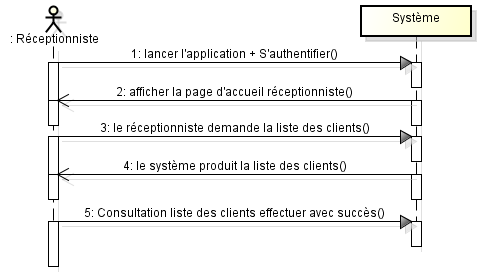 : Réceptionniste
Système
1: lancer l'application + S'authentifier()
2: afficher la page d'accueil réceptionniste()
3: le réceptionniste demande la liste des clients()
4: le système produit la liste des clients()
5: Consultation liste des clients effectuer avec succès()